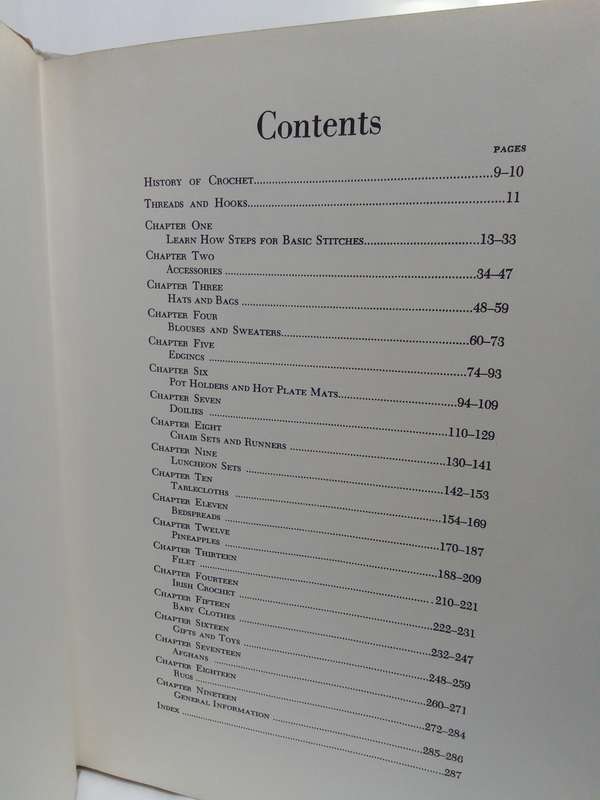 Contents
PAGES
History of Crochet 9–10
Threads and Hooks 11
Chapter One
Learn How Steps for Basic Stitches 13–33
Chapter Two
Accessories 34–47
Chapter Three
Hats and Bags 48–59
Chapter Four
Blouses and Sweaters 60–73
Chapter Five
Edgings 74–93
Chapter Six
Pot Holders and Hot Plate Mats 94–109
Chapter Seven
Doilies 110–129
Chapter Eight
Chair Sets and Runners 130–141
Chapter Nine
Luncheon Sets 142–153
Chapter Ten
Tablecloths 154–169
Chapter Eleven
Bedspreads 170–187
Chapter Twelve
Pineapples 188–209
Chapter Thirteen
Filet 210–221
Chapter Fourteen
Irish Crochet 222–231
Chapter Fifteen
Baby Clothes 232–247
Chapter Sixteen
Gifts and Toys 248–259
Chapter Seventeen
Afghans 260–271
Chapter Eighteen
Rugs 272–284
Chapter Nineteen
General Information 285–286
Index 287